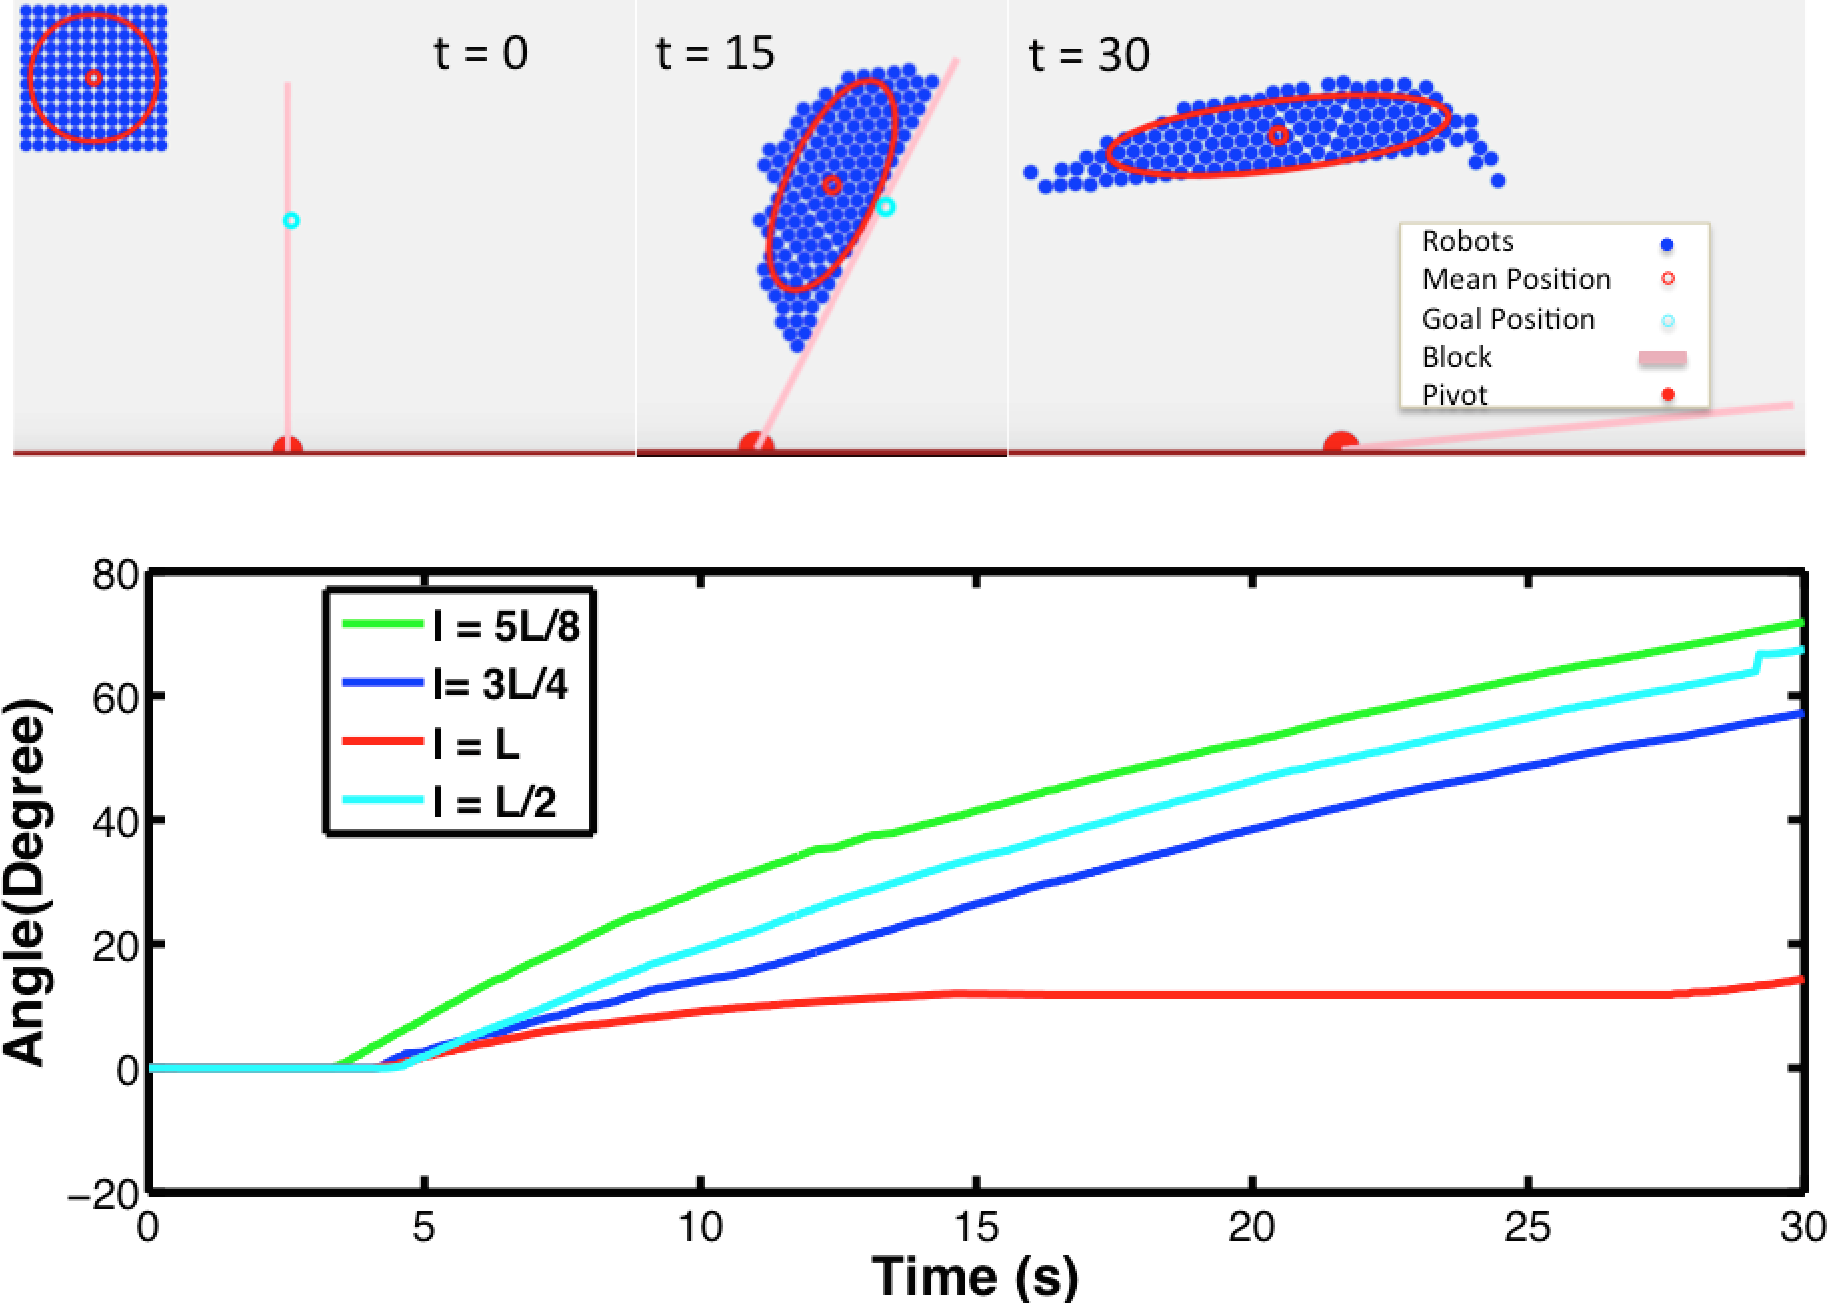 t = 0
t = 15
t = 30
Robots
Mean Position
Goal Position
Block
Pivot
80
60
40
20
0
−20
Angle(Degree)
l = 5L/8
l= 3L/4
l = L
l = L/2
0 5 10 15 20 25 30
Time (s)